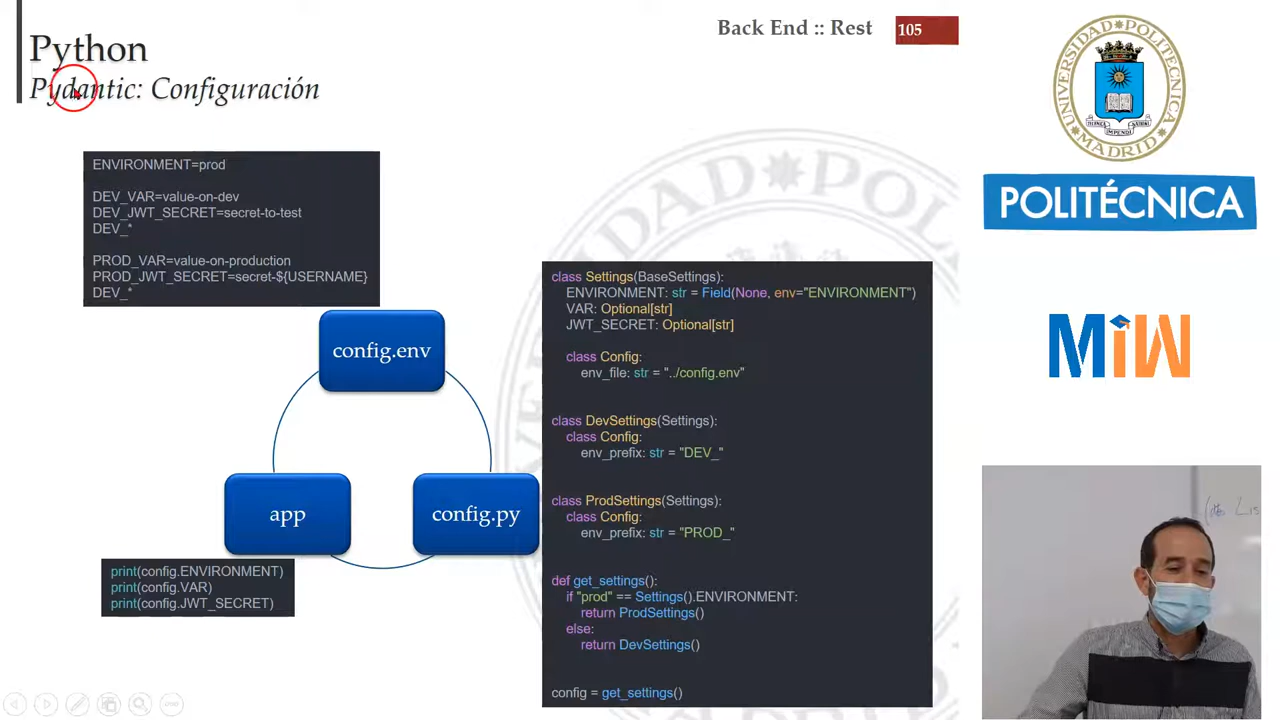 Back End :: Rest
105
Python
Pydantic: Configuración
ENVIRONMENT=prod
DEV_VAR=value-on-dev
DEV_JWT_SECRET=secret-to-test
DEV_*
PROD_VAR=value-on-production
PROD_JWT_SECRET=secret-${USERNAME}
DEV_*
config.env
app
config.py
print(config.ENVIRONMENT)
print(config.VAR)
print(config.JWT_SECRET)
class Settings(BaseSettings):
ENVIRONMENT: str = Field(None, env="ENVIRONMENT")
VAR: Optional[str]
JWT_SECRET: Optional[str]
class Config:
env_file: str = "../config.env"
class DevSettings(Settings):
class Config:
env_prefix: str = "DEV_"
class ProdSettings(Settings):
class Config:
env_prefix: str = "PROD_"
def get_settings():
if "prod" == Settings().ENVIRONMENT:
return ProdSettings()
else:
return DevSettings()
config = get_settings()
UNIVERSIDAD POLITÉCNICA
MADRID
POLITÉCNICA
MiW